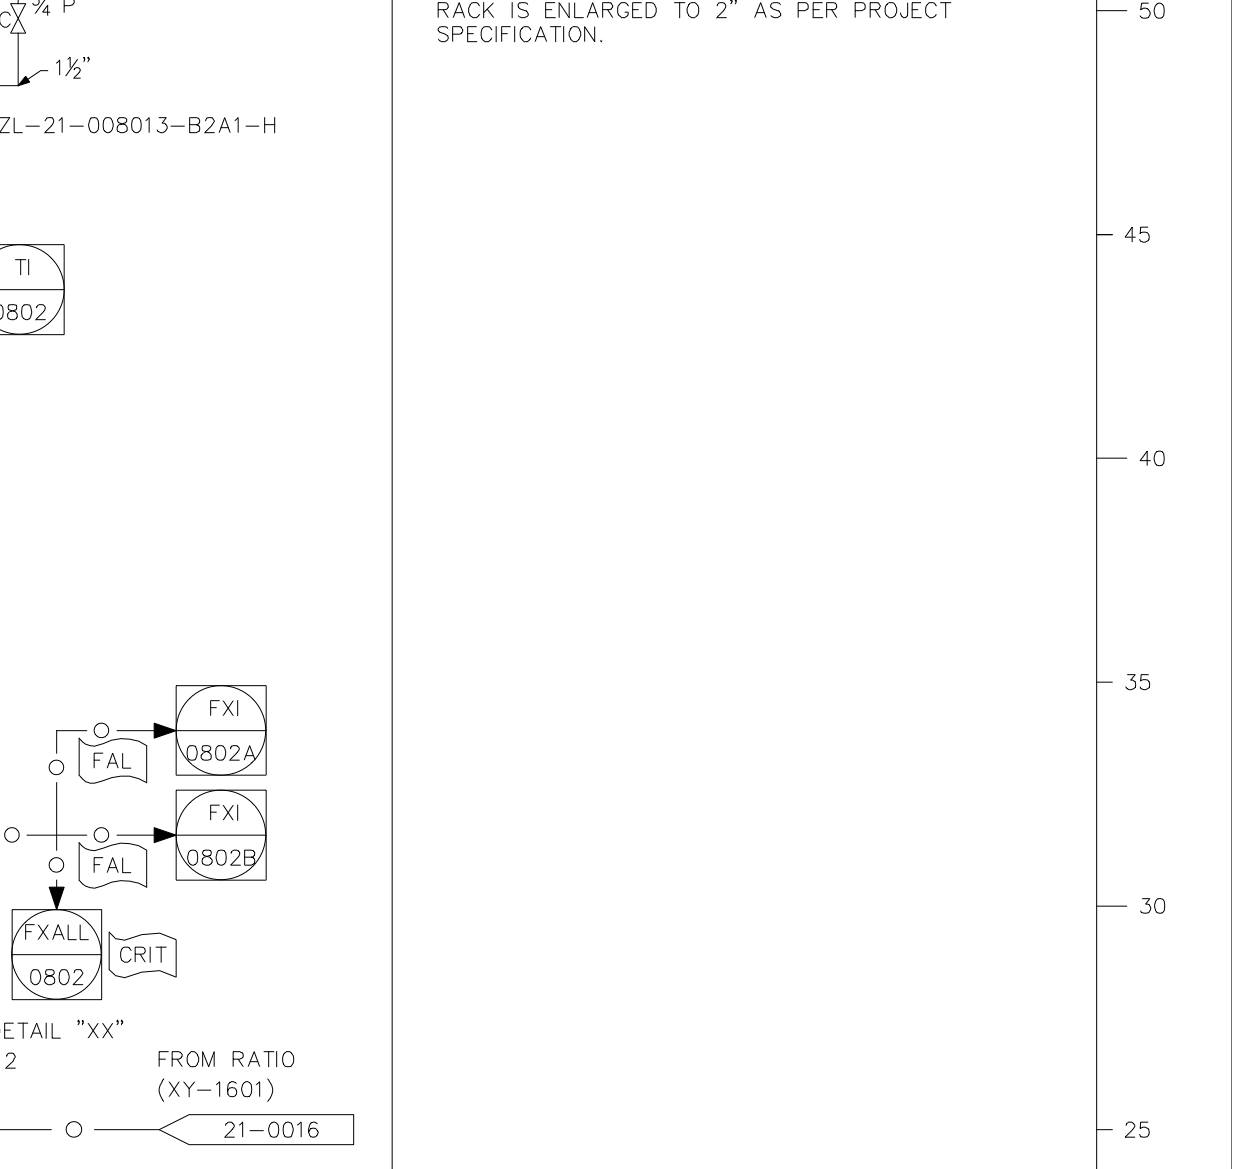 ¾" P
C
1½"
ZL-21-008013-B2A1-H
TI
0802
FXI
0802A
FAL
FXI
0802B
FAL
FXALL
0802
CRIT
DETAIL "XX"
2
FROM RATIO
(XY-1601)
21-0016
RACK IS ENLARGED TO 2" AS PER PROJECT
SPECIFICATION.
50
45
40
35
30
25